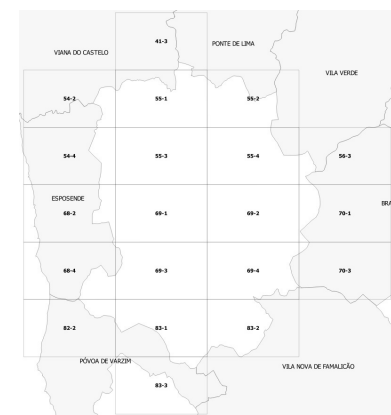 41-3
PONTE DE LIMA
VIANA DO CASTELO
VILA VERDE
54-2
55-1
55-2
54-4
55-3
55-4
56-3
ESPOSENDE
BRA
68-2
69-1
69-2
70-1
68-4
69-3
69-4
70-3
82-2
83-1
83-2
PÓVOA DE VARZIM
VILA NOVA DE FAMALICÃO
83-3